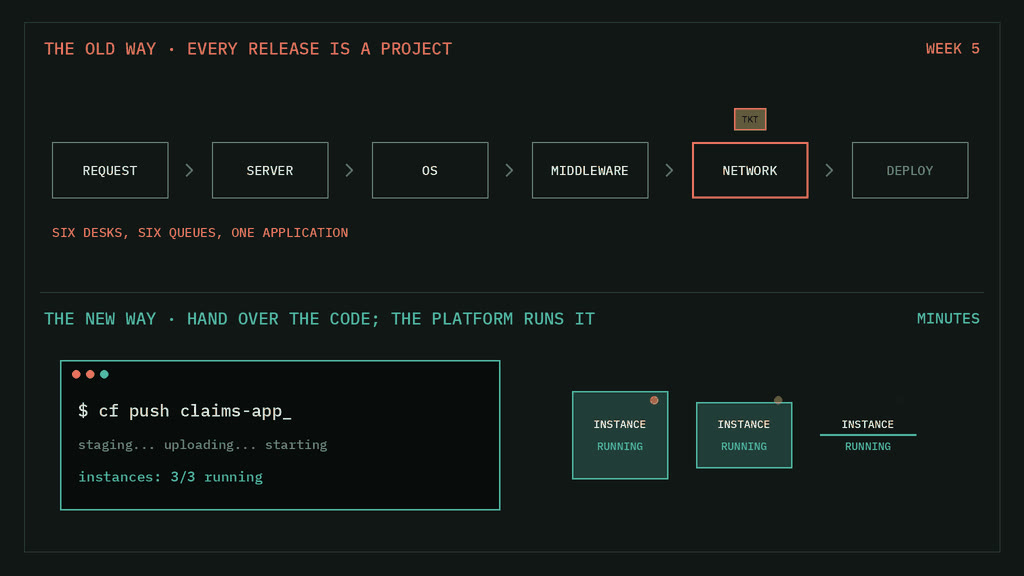 THE OLD WAY · EVERY RELEASE IS A PROJECT
WEEK 5
TKT
REQUEST
SERVER
OS
MIDDLEWARE
NETWORK
DEPLOY
SIX DESKS, SIX QUEUES, ONE APPLICATION
THE NEW WAY · HAND OVER THE CODE; THE PLATFORM RUNS IT
MINUTES
$ cf push claims-app_
staging... uploading... starting
instances: 3/3 running
INSTANCE
RUNNING
INSTANCE
RUNNING
INSTANCE
RUNNING